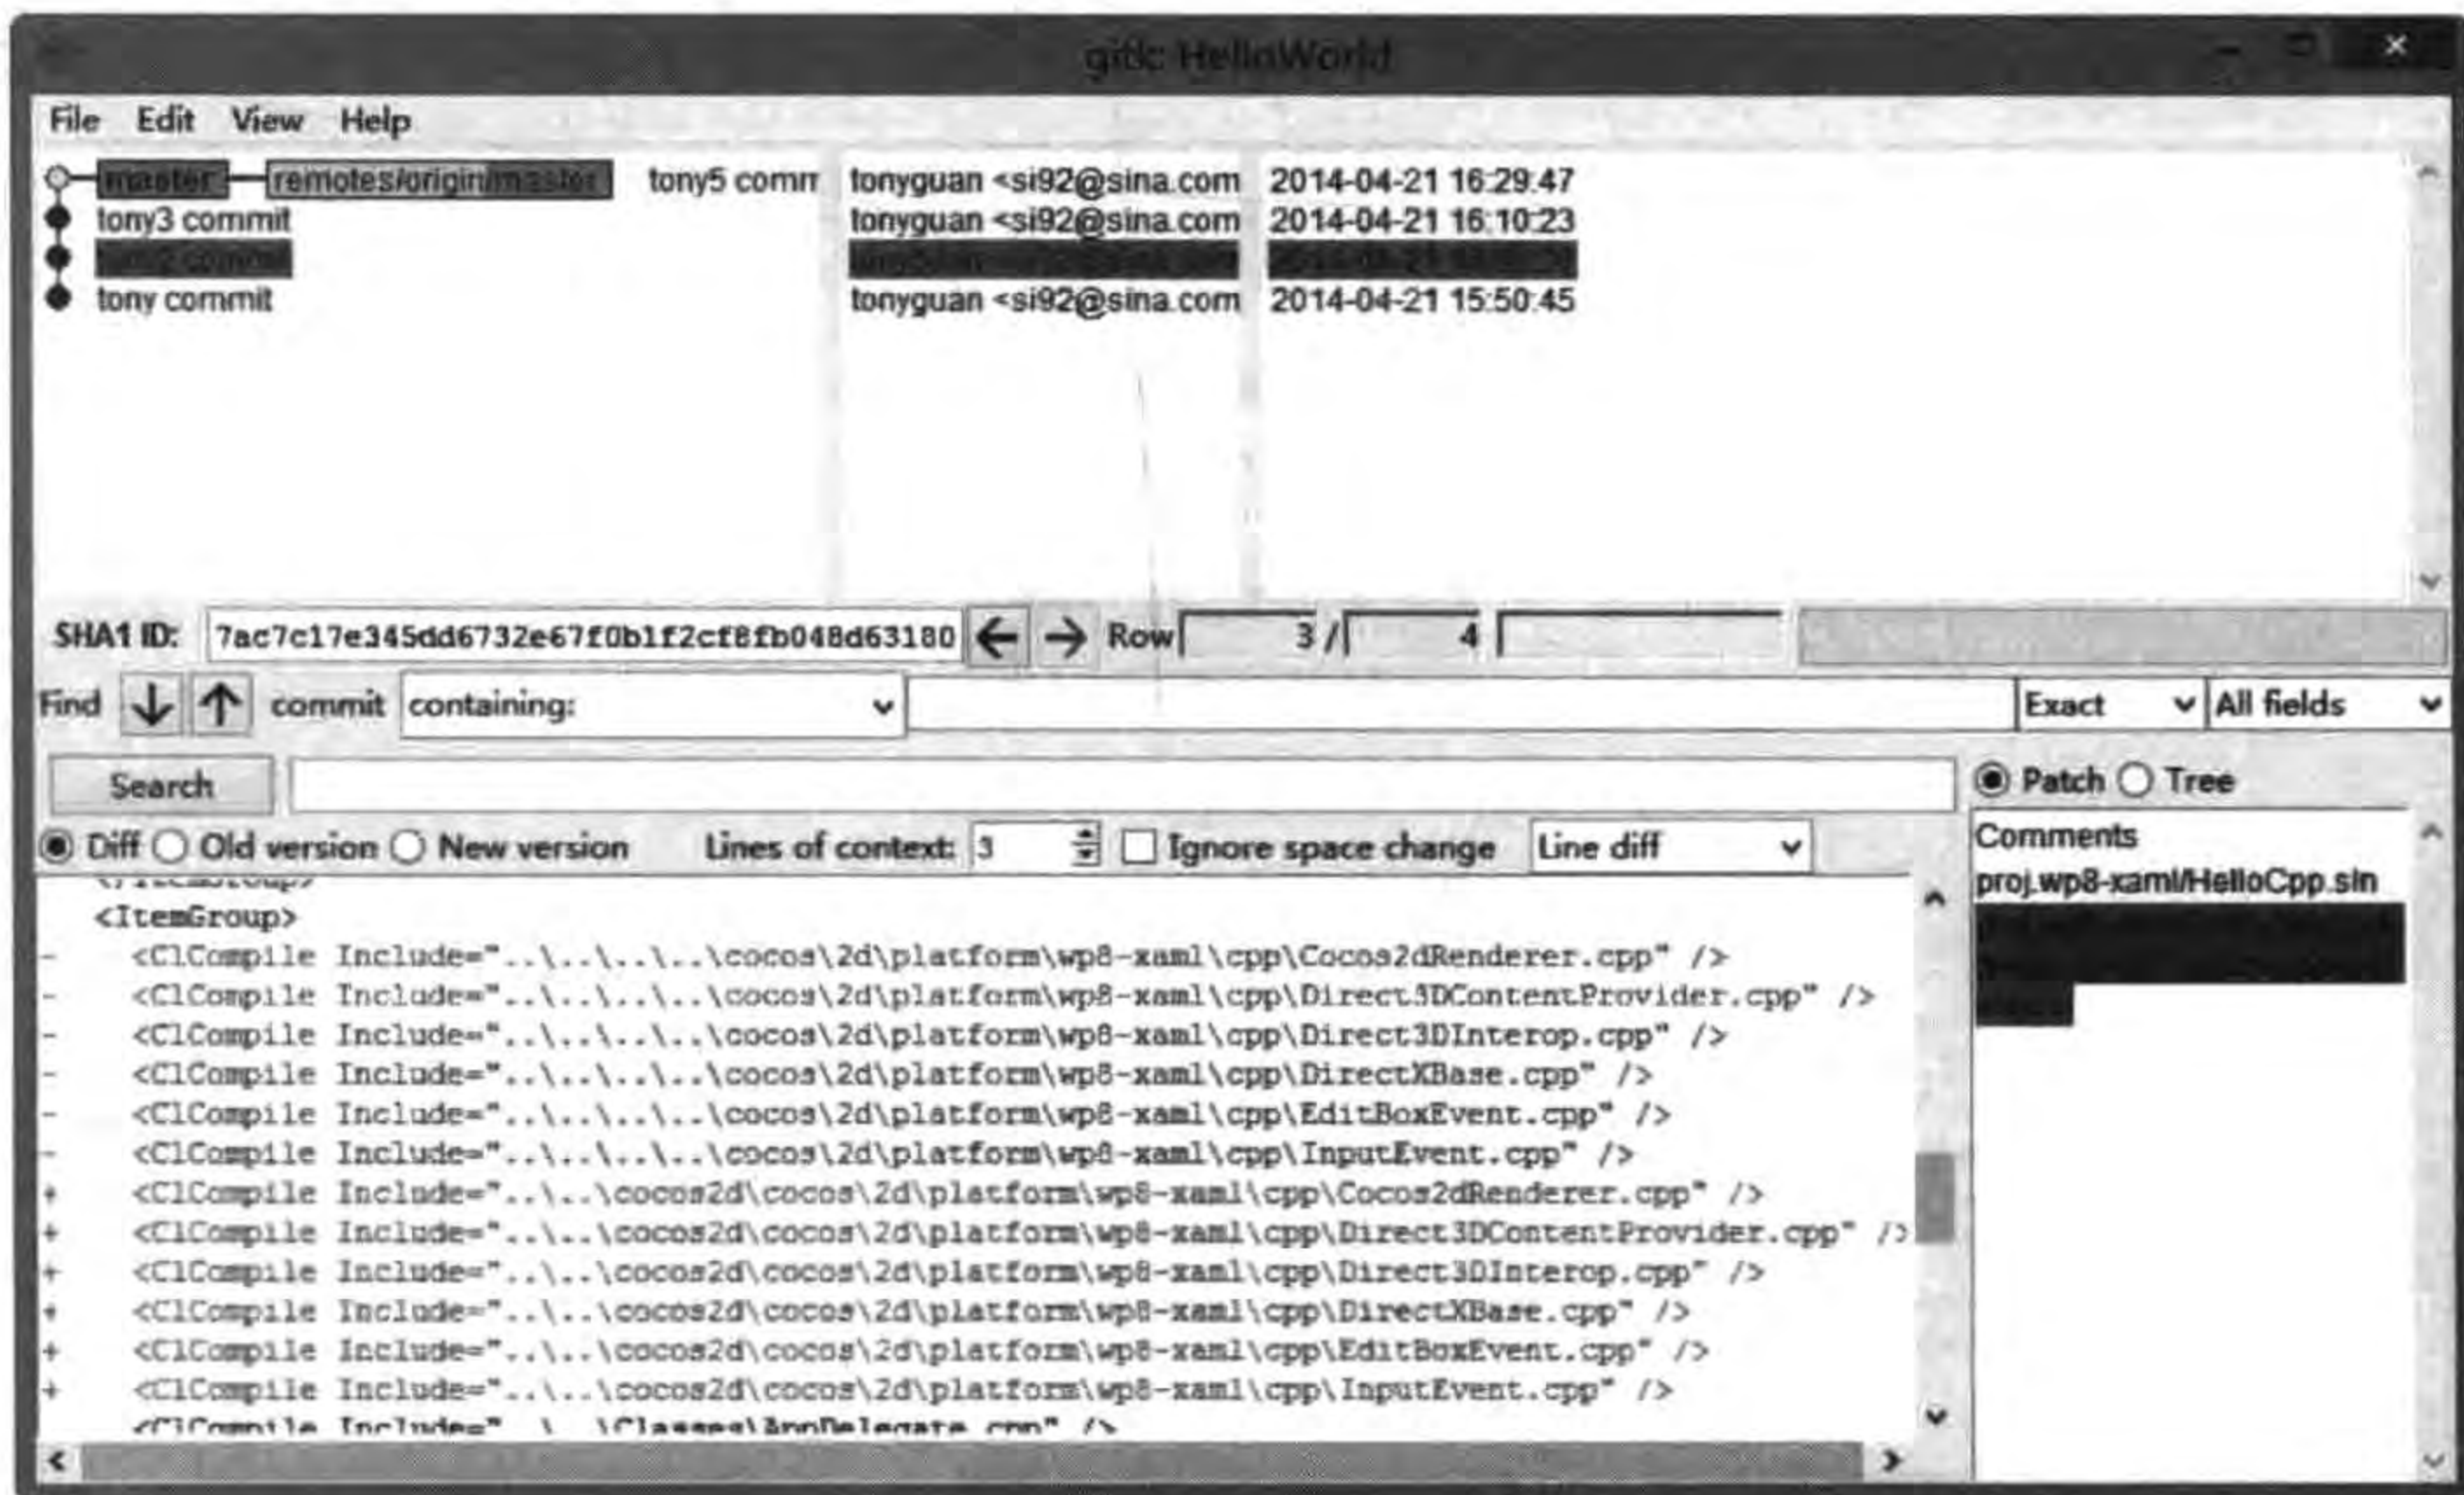 gitk: HelloWorld
File Edit View Help
master remotes/origin/master tony5 comm tonyguan <si92@sina.com 2014-04-21 16:29:47
tony3 commit tonyguan <si92@sina.com 2014-04-21 16:10:23
commit
tony commit tonyguan <si92@sina.com 2014-04-21 15:50:45
SHA1 ID: 7ac7c17e345dd6732e67f0b1f2cf8fb048d63180 ← → Row 3 / 4
Find ↓ ↑ commit containing: Exact All fields
Search
Patch Tree
Diff Old version New version Lines of context: 3 Ignore space change Line diff
Comments
proj.wp8-xaml/HelloCpp.sln
</ItemGroup>
<ItemGroup>
- <ClCompile Include="..\..\..\..\cocos\2d\platform\wp8-xaml\cpp\Cocos2dRenderer.cpp" />
- <ClCompile Include="..\..\..\..\cocos\2d\platform\wp8-xaml\cpp\Direct3DContentProvider.cpp" />
- <ClCompile Include="..\..\..\..\cocos\2d\platform\wp8-xaml\cpp\Direct3DInterop.cpp" />
- <ClCompile Include="..\..\..\..\cocos\2d\platform\wp8-xaml\cpp\DirectXBase.cpp" />
- <ClCompile Include="..\..\..\..\cocos\2d\platform\wp8-xaml\cpp\EditBoxEvent.cpp" />
- <ClCompile Include="..\..\..\..\cocos\2d\platform\wp8-xaml\cpp\InputEvent.cpp" />
+ <ClCompile Include="..\..\cocos2d\cocos\2d\platform\wp8-xaml\cpp\Cocos2dRenderer.cpp" />
+ <ClCompile Include="..\..\cocos2d\cocos\2d\platform\wp8-xaml\cpp\Direct3DContentProvider.cpp" />
+ <ClCompile Include="..\..\cocos2d\cocos\2d\platform\wp8-xaml\cpp\Direct3DInterop.cpp" />
+ <ClCompile Include="..\..\cocos2d\cocos\2d\platform\wp8-xaml\cpp\DirectXBase.cpp" />
+ <ClCompile Include="..\..\cocos2d\cocos\2d\platform\wp8-xaml\cpp\EditBoxEvent.cpp" />
+ <ClCompile Include="..\..\cocos2d\cocos\2d\platform\wp8-xaml\cpp\InputEvent.cpp" />
<ClCompile Include="..\..\Classes\AppDelegate.cpp" />